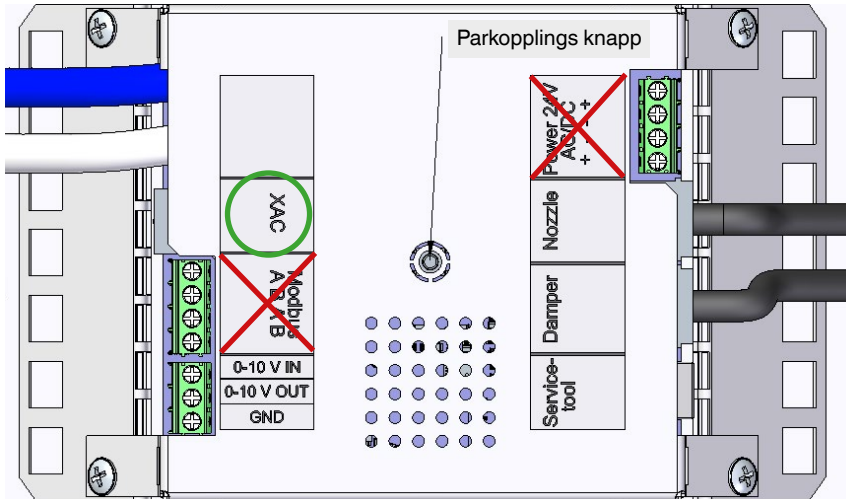 Parkopplings knapp
XAC
Modbus
A B A B
0-10 V IN
0-10 V OUT
GND
Power 24V
AC/DC
+ - - +
Nozzle
Damper
Service-
tool